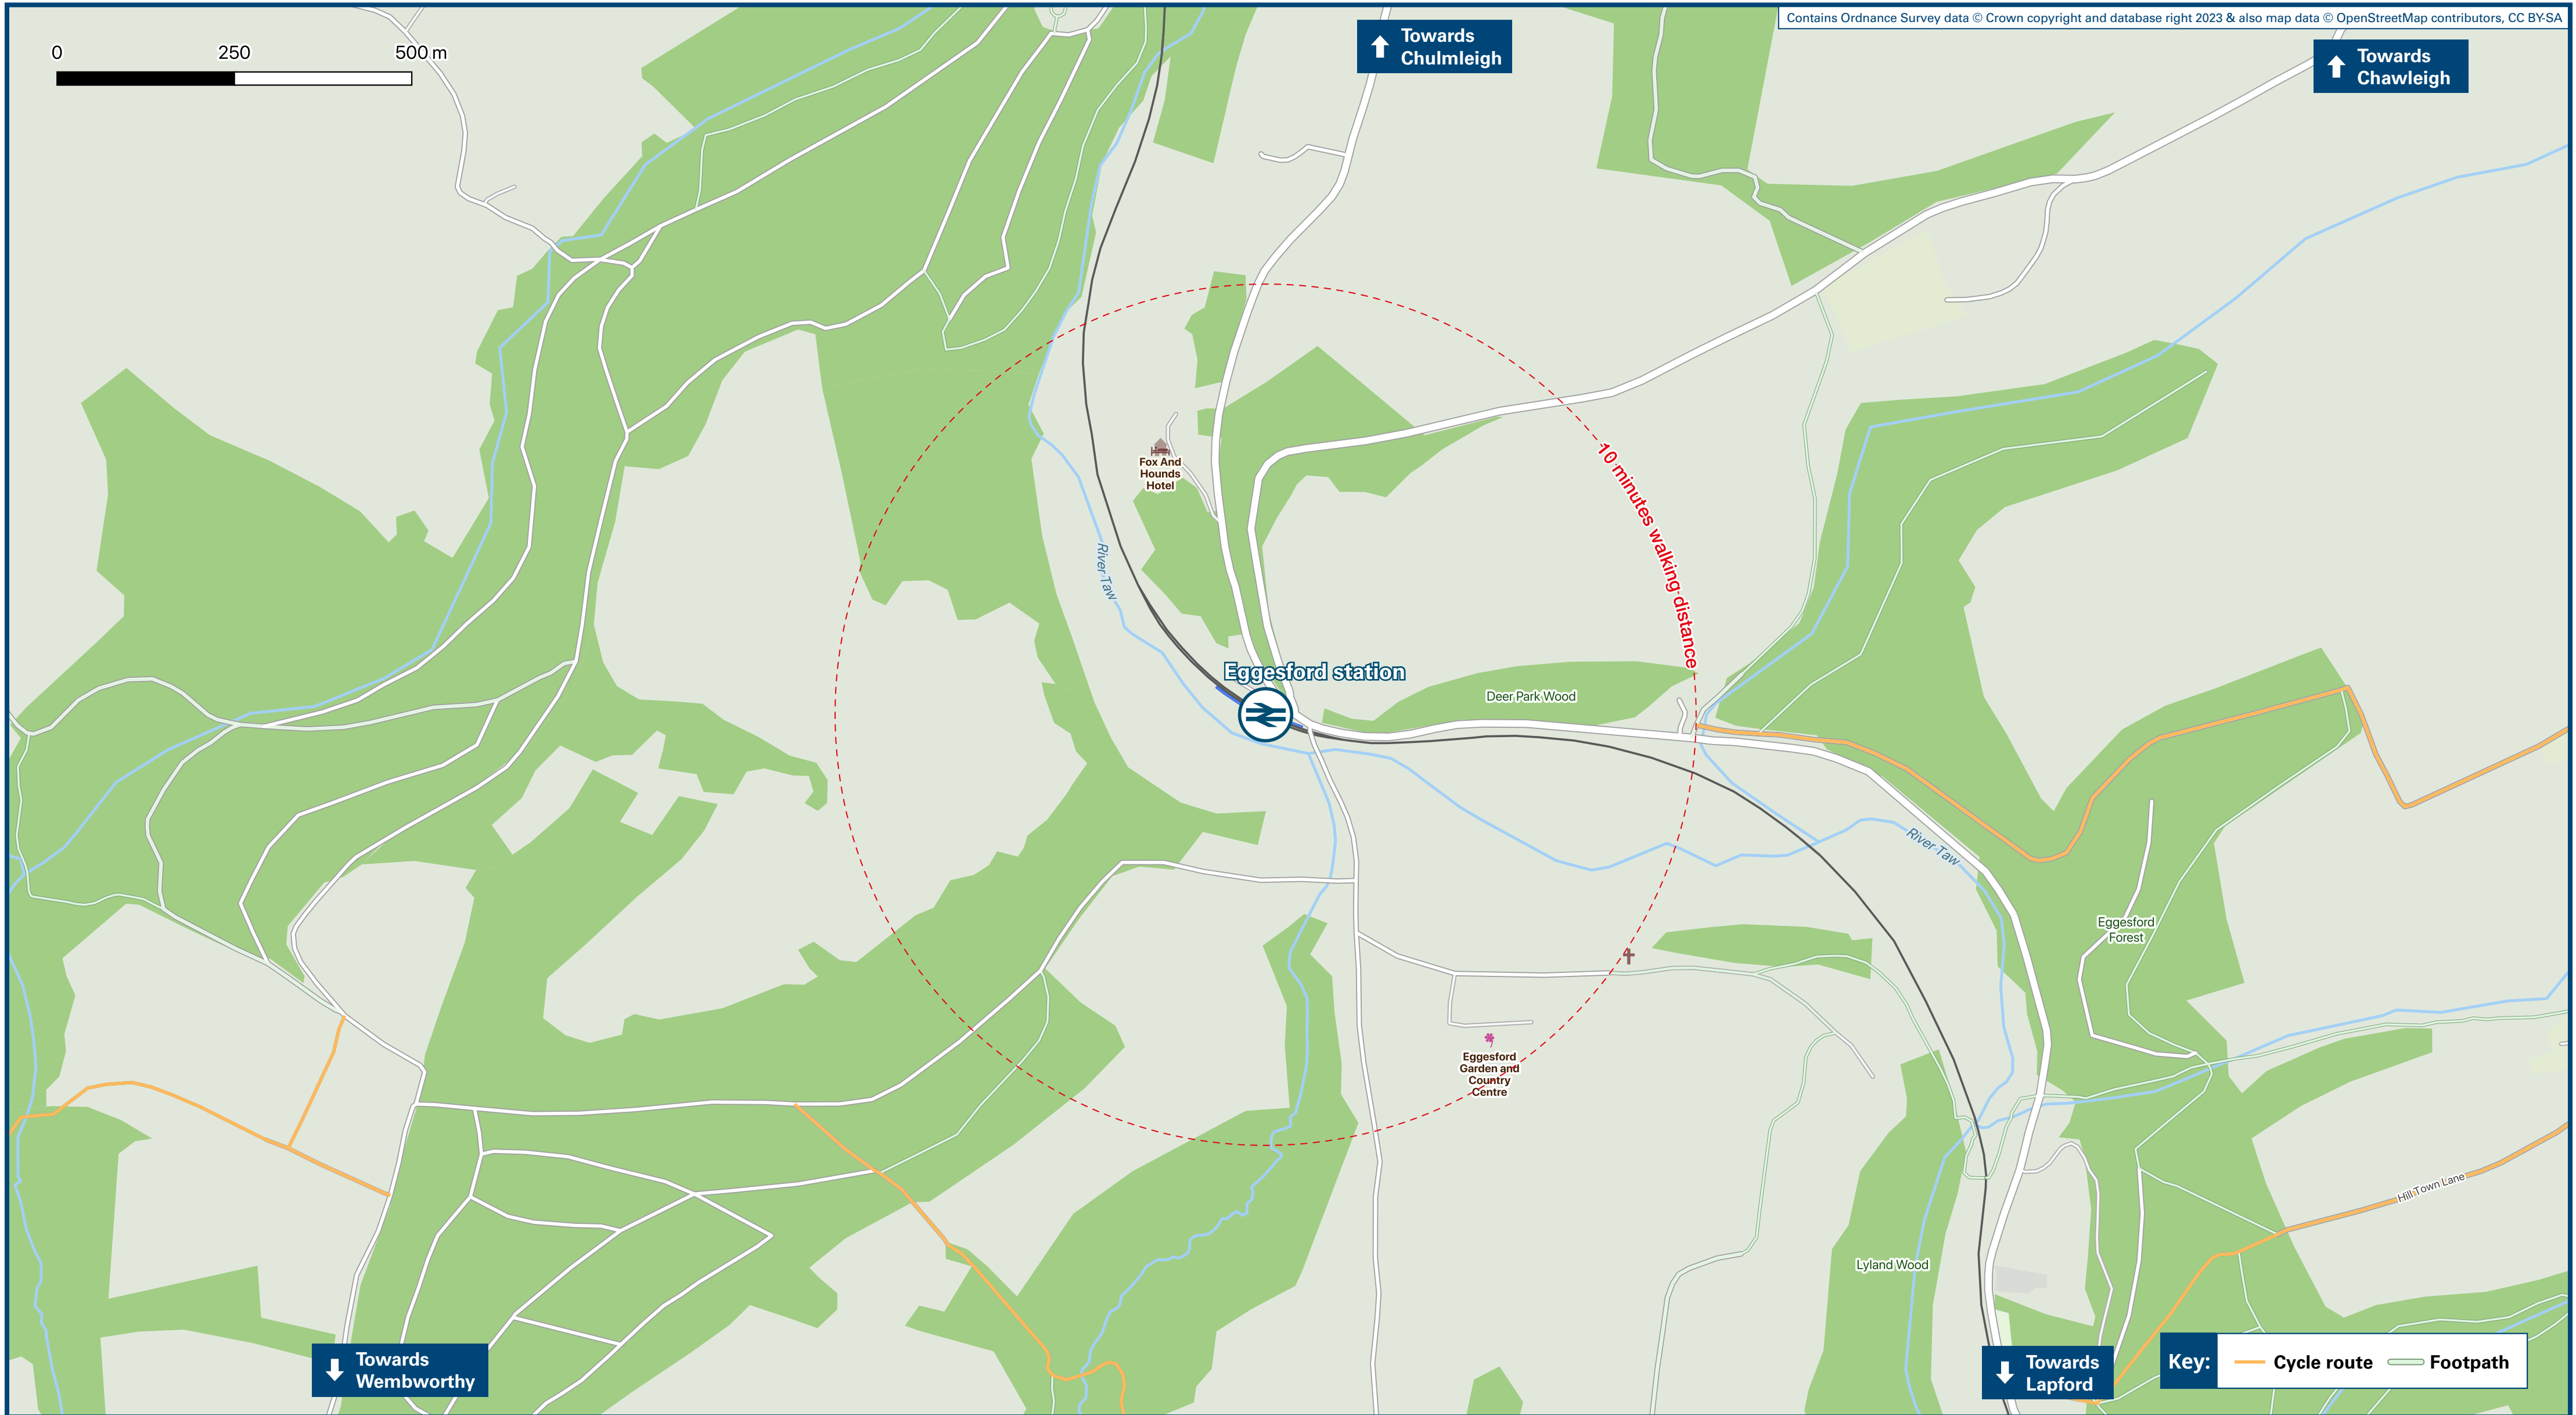 Contains Ordnance Survey data © Crown copyright and database right 2023 & also map data © OpenStreetMap contributors, CC BY-SA
0 250 500 m
Towards
Chulmleigh
Towards
Chawleigh
Fox And
Hounds
Hotel
10 minutes walking distance
River Taw
Eggesford station
Deer Park Wood
River Taw
Eggesford
Forest
Eggesford
Garden and
Country
Centre
Hill Town Lane
Lyland Wood
Towards
Wembworthy
Towards
Lapford
Key:
Cycle route
Footpath